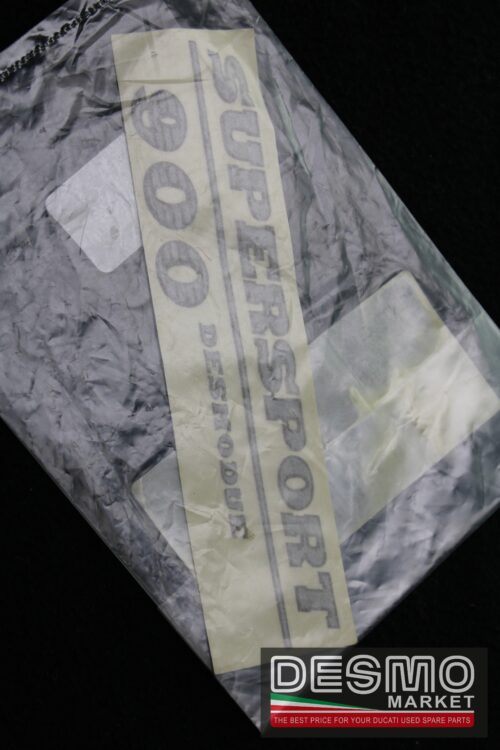 SUPERSPORT
900 DESMODUE
DESMO
MARKET
THE BEST PRICE FOR YOUR DUCATI USED SPARE PARTS